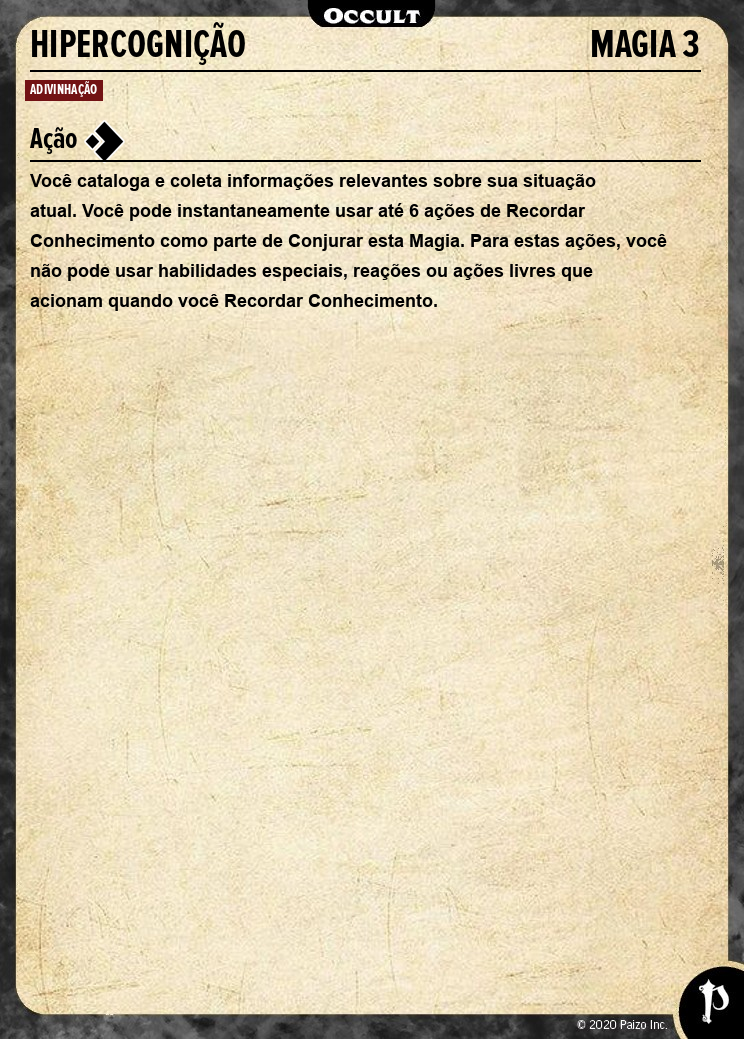 OCCULT
HIPERCOGNIÇÃO MAGIA 3
ADIVINHAÇÃO
Ação
Você cataloga e coleta informações relevantes sobre sua situação
atual. Você pode instantaneamente usar até 6 ações de Recordar
Conhecimento como parte de Conjurar esta Magia. Para estas ações, você
não pode usar habilidades especiais, reações ou ações livres que
acionam quando você Recordar Conhecimento.
© 2020 Paizo Inc.
P